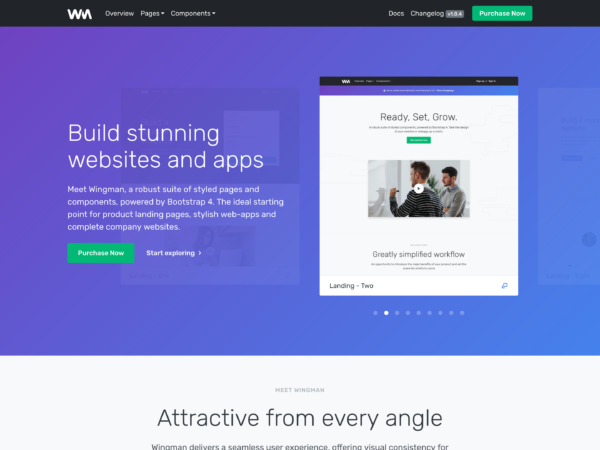 WM
Overview Pages Components
Docs Changelog v1.0.4 Purchase Now
Build stunning
websites and apps
Meet Wingman, a robust suite of styled pages and
components, powered by Bootstrap 4. The ideal starting
point for product landing pages, stylish web-apps and
complete company websites.
Purchase Now Start exploring
Ready, Set, Grow.
Greatly simplified workflow
Landing - Two
MEET WINGMAN
Attractive from every angle
Wingman delivers a seamless user experience, offering visual consistency for